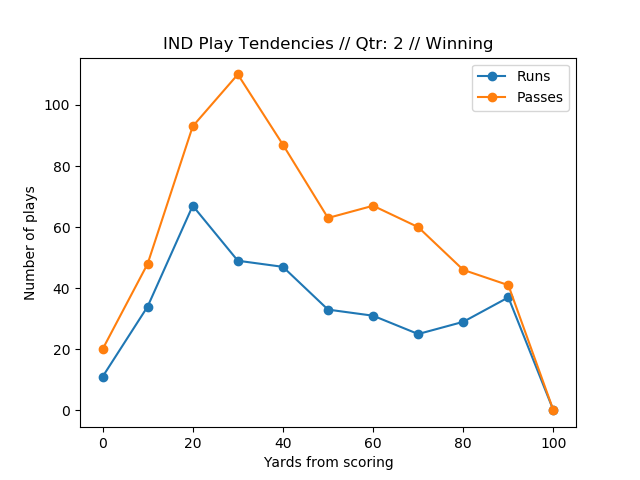 IND Play Tendencies // Qtr: 2 // Winning
Runs
Passes
Number of plays
100
80
60
40
20
0
0 20 40 60 80 100
Yards from scoring